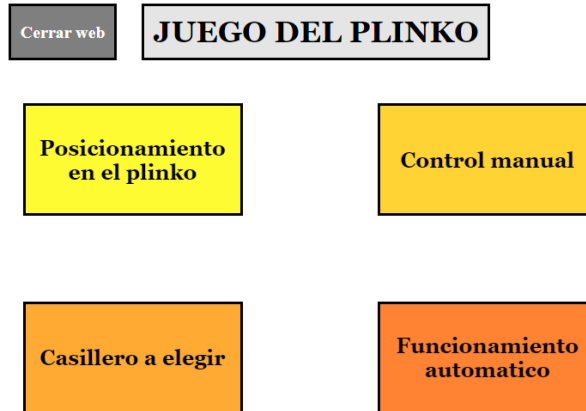 Cerrar web
JUEGO DEL PLINKO
Posicionamiento
en el plinko
Control manual
Casillero a elegir
Funcionamiento
automatico